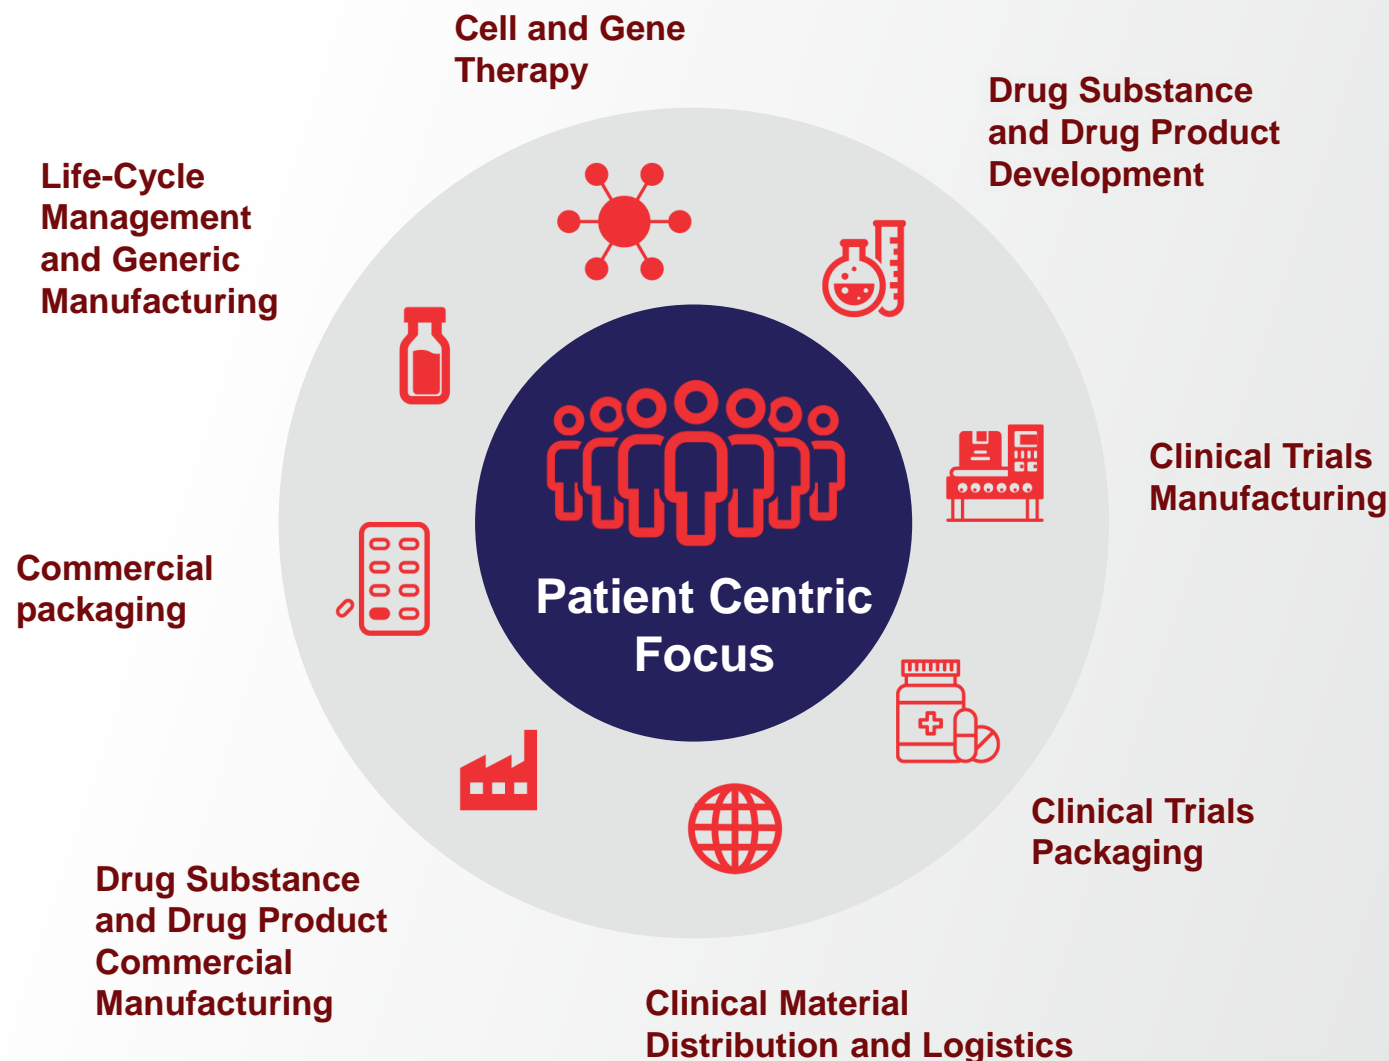 Cell and Gene
Therapy
Drug Substance
and Drug Product
Development
Life-Cycle
Management
and Generic
Manufacturing
Clinical Trials
Manufacturing
Commercial
packaging
Patient Centric
Focus
Clinical Trials
Packaging
Drug Substance
and Drug Product
Commercial
Manufacturing
Clinical Material
Distribution and Logistics